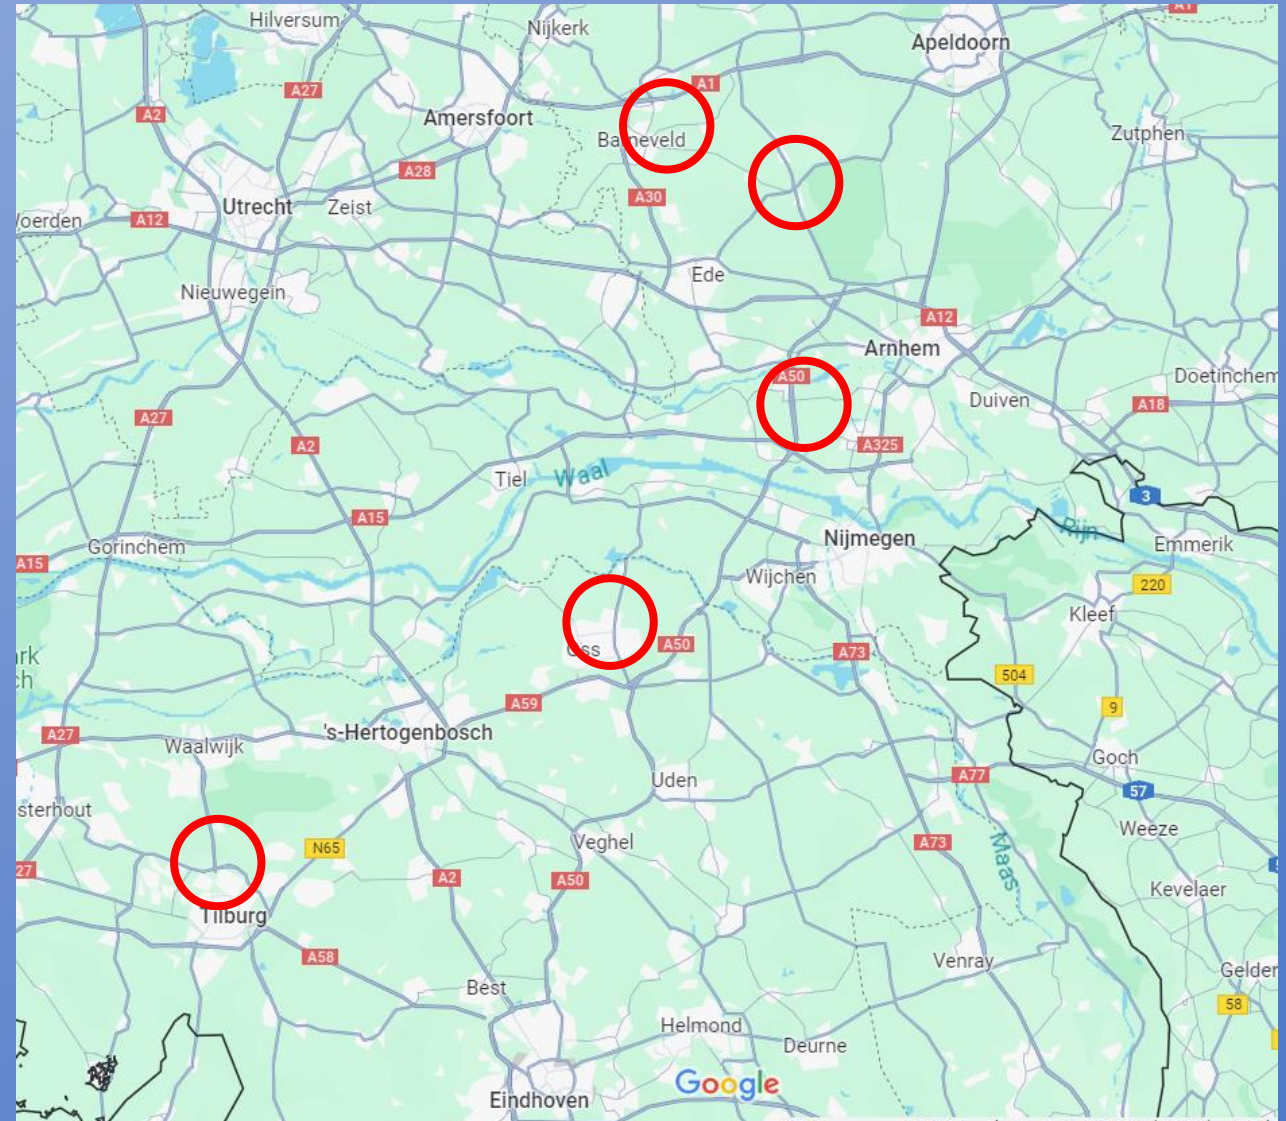 Hilversum
Nijkerk
A1
Apeldoorn
A27
A1
A2
Amersfoort
Barneveld
Zutphen
A28
A30
Utrecht
Zeist
A12
Ede
Nieuwegein
A12
Arnhem
A50
Doetinchem
Duiven
A18
A27
A2
A325
Tiel
Waal
3
A15
Rijn
Gorinchem
Nijmegen
Emmerik
A15
Wijchen
220
Kleef
Oss
A50
A73
504
A59
9
's-Hertogenbosch
A27
Waalwijk
Goch
A77
Uden
57
sterhout
Weeze
N65
Veghel
A73
Maas
27
A2
A50
Kevelaer
Tilburg
A58
Venray
Gelder
Best
58
Helmond
Deurne
Google
Eindhoven